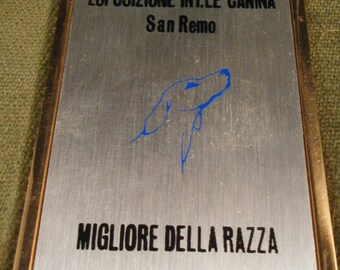 ESPOSIZIONE INT.LE CANINA
San Remo
MIGLIORE DELLA RAZZA